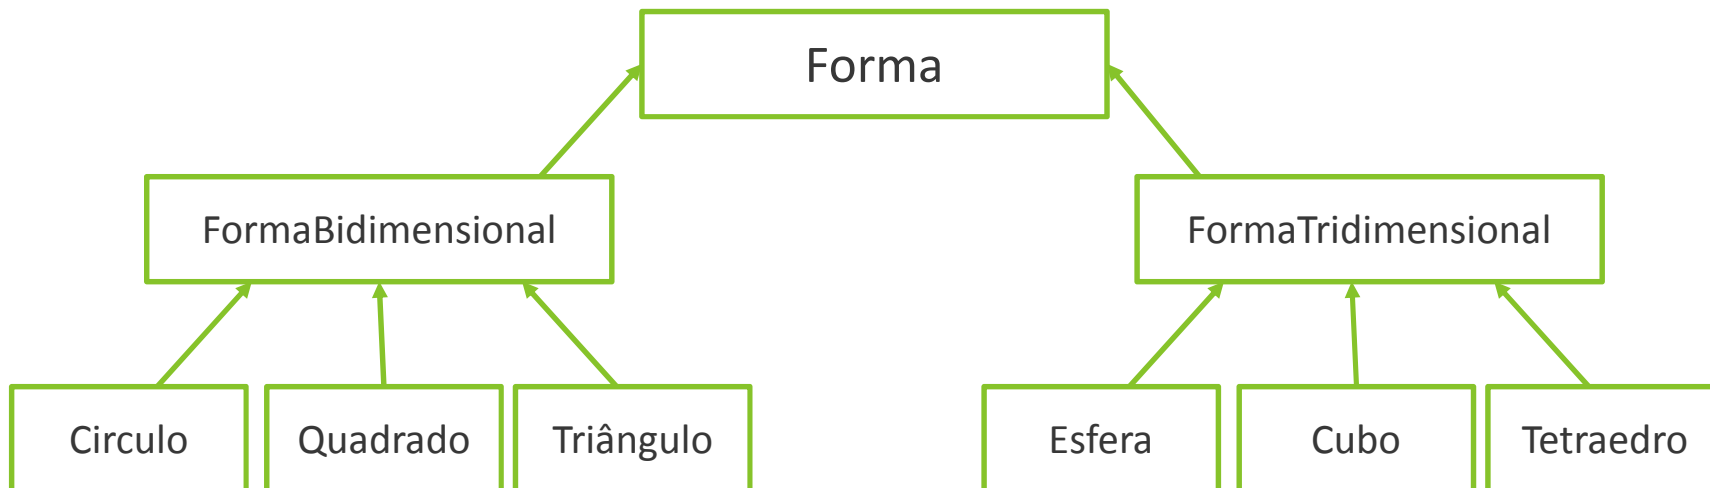 Forma
FormaBidimensional
FormaTridimensional
Circulo
Quadrado
Triângulo
Esfera
Cubo
Tetraedro